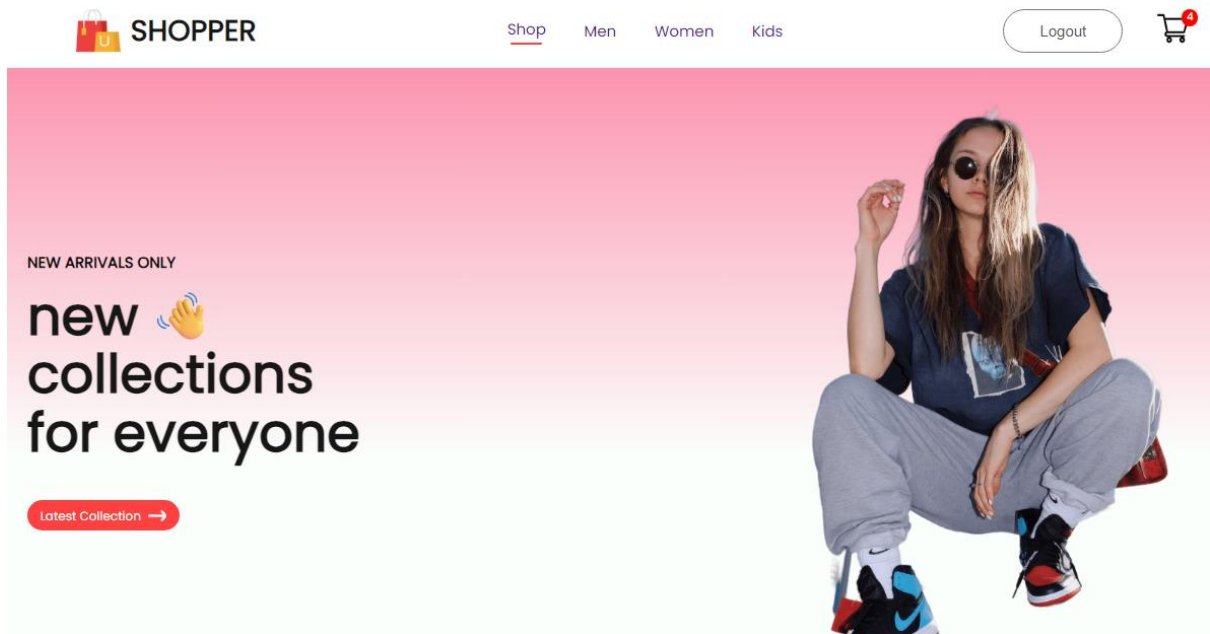 SHOPPER
Shop
Men
Women
Kids
Logout
4
NEW ARRIVALS ONLY
new
collections
for everyone
Latest Collection